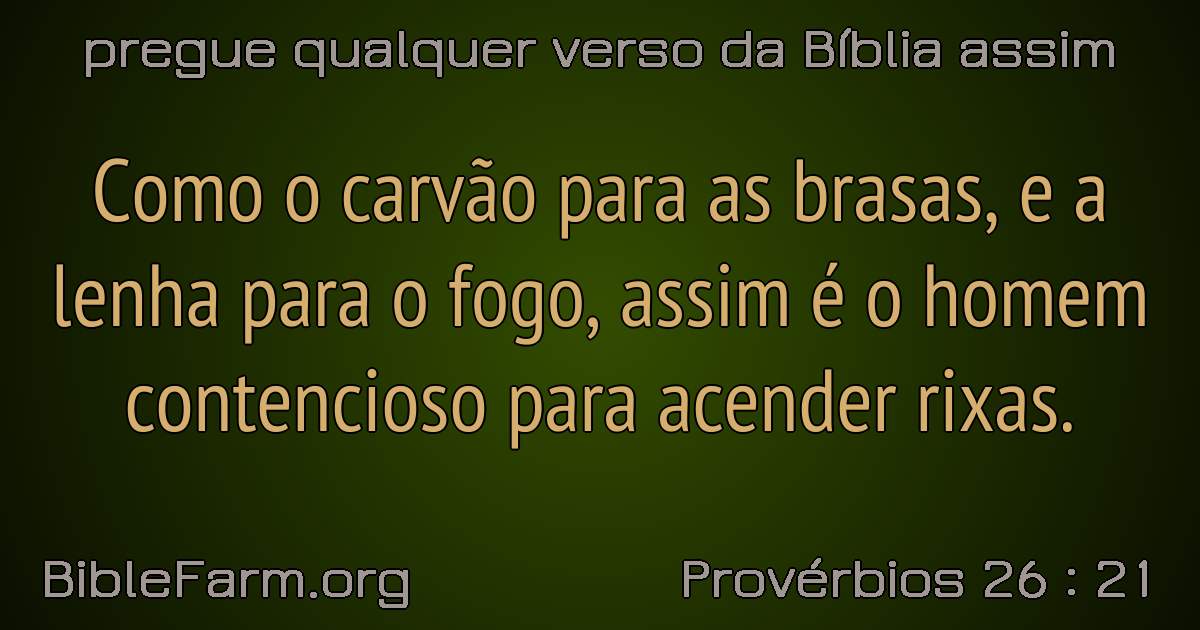 pregue qualquer verso da Bíblia assim
Como o carvão para as brasas, e a
lenha para o fogo, assim é o homem
contencioso para acender rixas.
BibleFarm.org
Provérbios 26 : 21